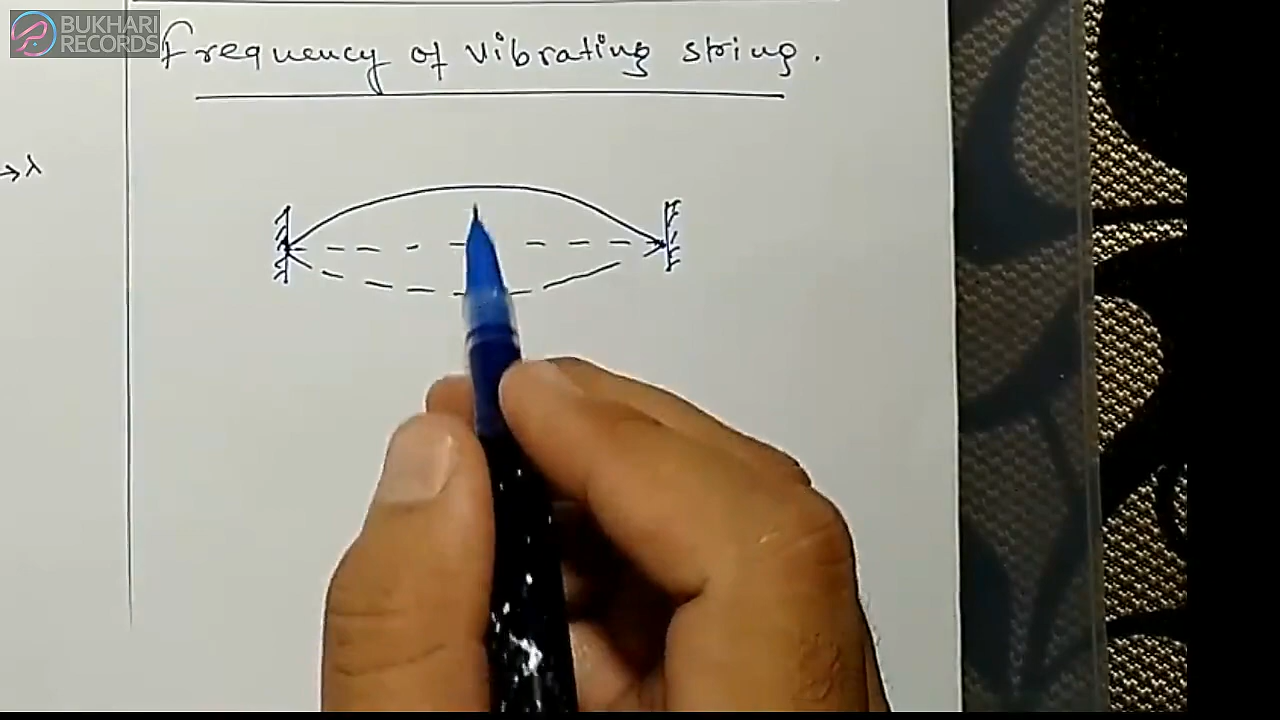 BUKHARI
RECORDS
Frequency of vibrating string.
→λ